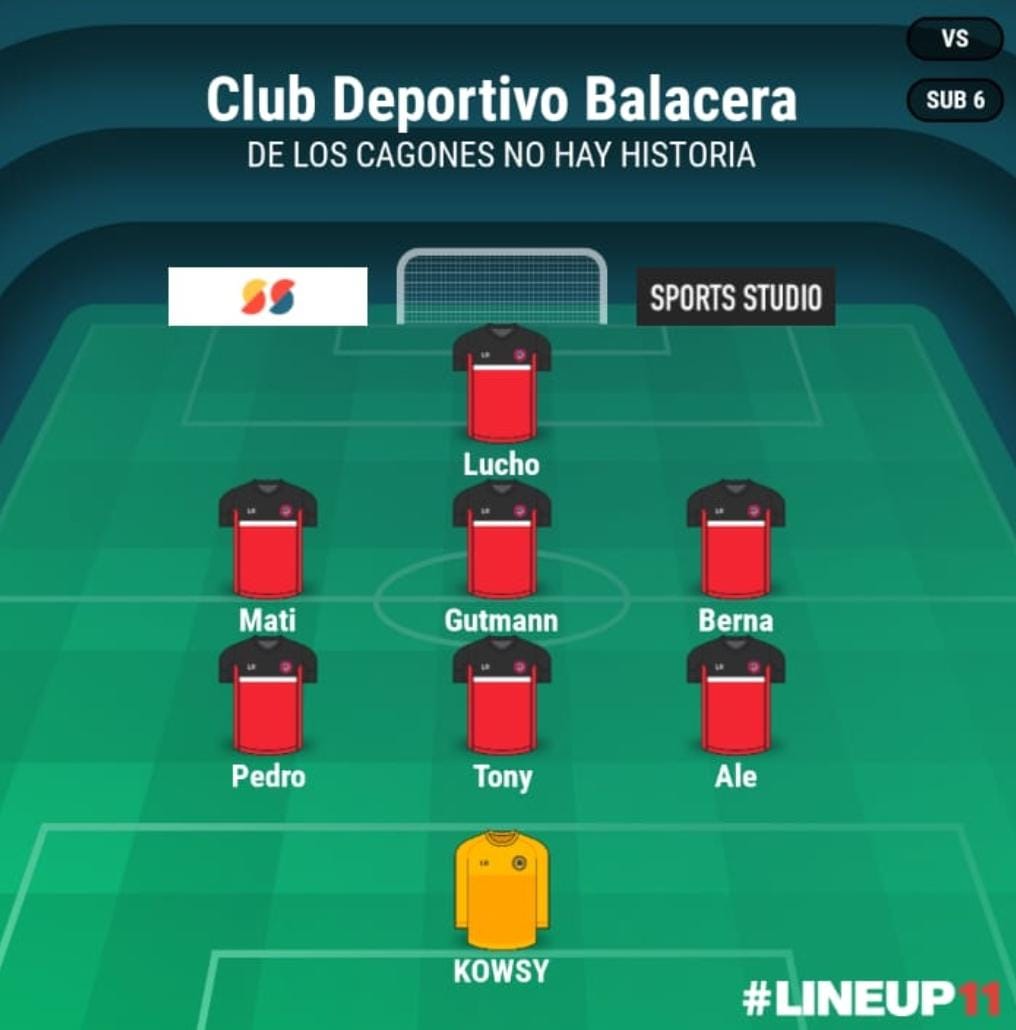 VS
Club Deportivo Balacera
SUB 6
DE LOS CAGONES NO HAY HISTORIA
SPORTS STUDIO
Lucho
Mati
Gutmann
Berna
Pedro
Tony
Ale
KOWSY
#LINEUP11